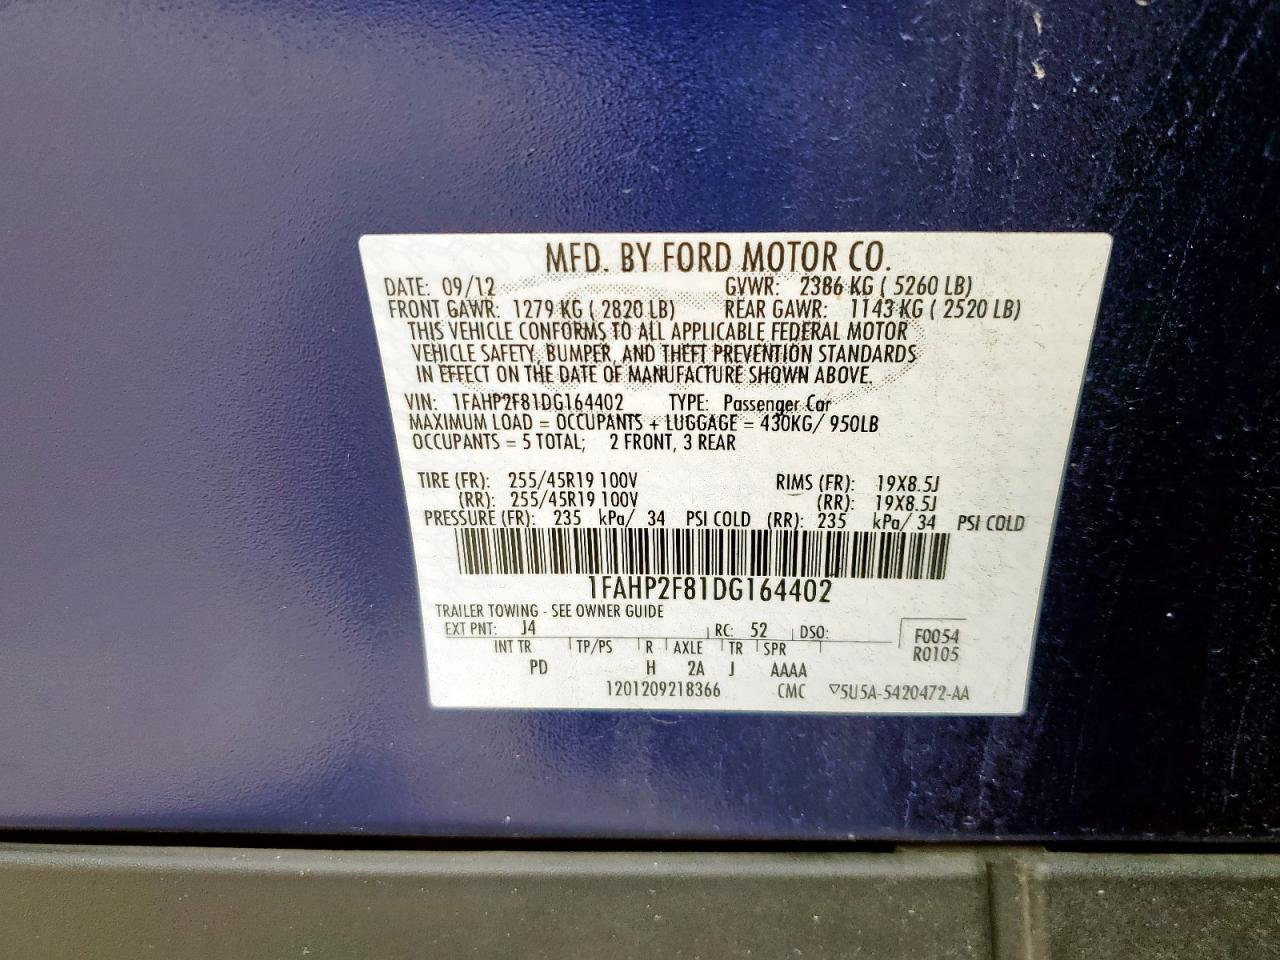 MFD. BY FORD MOTOR CO.
DATE: 09/12 GVWR: 2386 KG ( 5260 LB)
FRONT GAWR: 1279 KG ( 2820 LB) REAR GAWR: 1143 KG ( 2520 LB)
THIS VEHICLE CONFORMS TO ALL APPLICABLE FEDERAL MOTOR
VEHICLE SAFETY, BUMPER, AND THEFT PREVENTION STANDARDS
IN EFFECT ON THE DATE OF MANUFACTURE SHOWN ABOVE.
VIN: 1FAHP2F81DG164402 TYPE: Passenger Car
MAXIMUM LOAD = OCCUPANTS + LUGGAGE = 430KG/ 950LB
OCCUPANTS = 5 TOTAL; 2 FRONT, 3 REAR
TIRE (FR): 255/45R19 100V RIMS (FR): 19X8.5J
(RR): 255/45R19 100V (RR): 19X8.5J
PRESSURE (FR): 235 kPa/ 34 PSI COLD (RR): 235 kPa/ 34 PSI COLD
1FAHP2F81DG164402
TRAILER TOWING - SEE OWNER GUIDE
EXT PNT: J4 RC: 52 DSO:
F0054
R0105
INT TR TP/PS R AXLE TR SPR
PD H 2A J AAAA
1201209218366 CMC ▽5U5A-5420472-AA